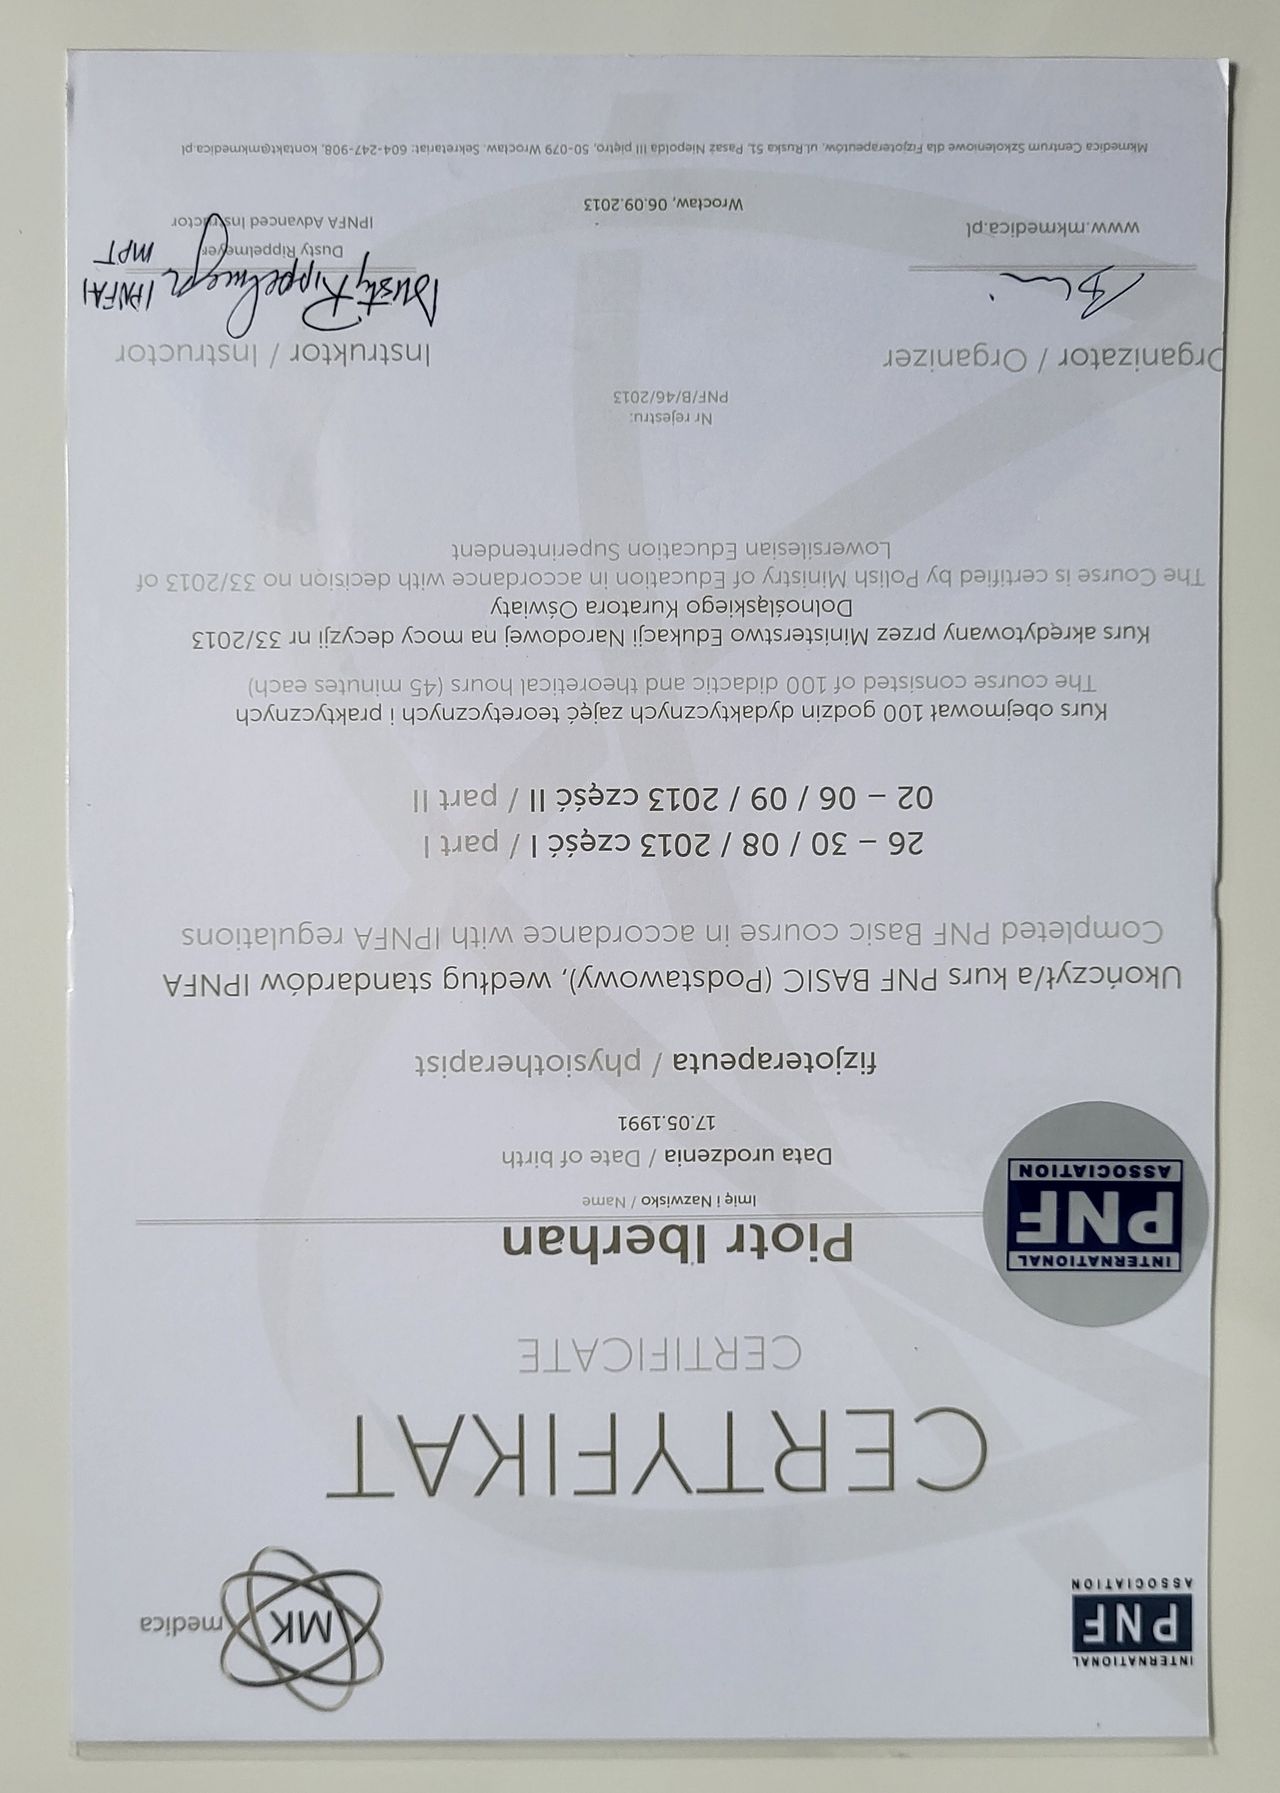 INTERNATIONAL
PNF
ASSOCIATION
MK
medica
CERTYFIKAT
CERTIFICATE
Piotr Iberhan
Imię i Nazwisko / Name
INTERNATIONAL
PNF
ASSOCIATION
Data urodzenia / Date of birth
17.05.1991
fizjoterapeuta / physiotherapist
Ukończył/a kurs PNF BASIC (Podstawowy), według standardów IPNFA
Completed PNF Basic course in accordance with IPNFA regulations
26 – 30 / 08 / 2013 część I / part I
02 – 06 / 09 / 2013 część II / part II
Kurs obejmował 100 godzin dydaktycznych zajęć teoretycznych i praktycznych
The course consisted of 100 didactic and theoretical hours (45 minutes each)
Kurs akredytowany przez Ministerstwo Edukacji Narodowej na mocy decyzji nr 33/2013
Dolnośląskiego Kuratora Oświaty
The Course is certified by Polish Ministry of Education in accordance with decision no 33/2013 of
Lowersilesian Education Superintendent
Nr rejestru:
PNF/B/46/2013
Organizator / Organizer
Instruktor / Instructor
Dusty Rippelmeyer IPNFA I
MPT
www.mkmedica.pl
Dusty Rippelmeyer
IPNFA Advanced Instructor
Wrocław, 06.09.2013
Mkmedica Centrum Szkoleniowe dla Fizjoterapeutów, ul.Ruska 51, Pasaż Niepolda III piętro, 50-079 Wrocław. Sekretariat: 604-247-908, kontakt@mkmedica.pl